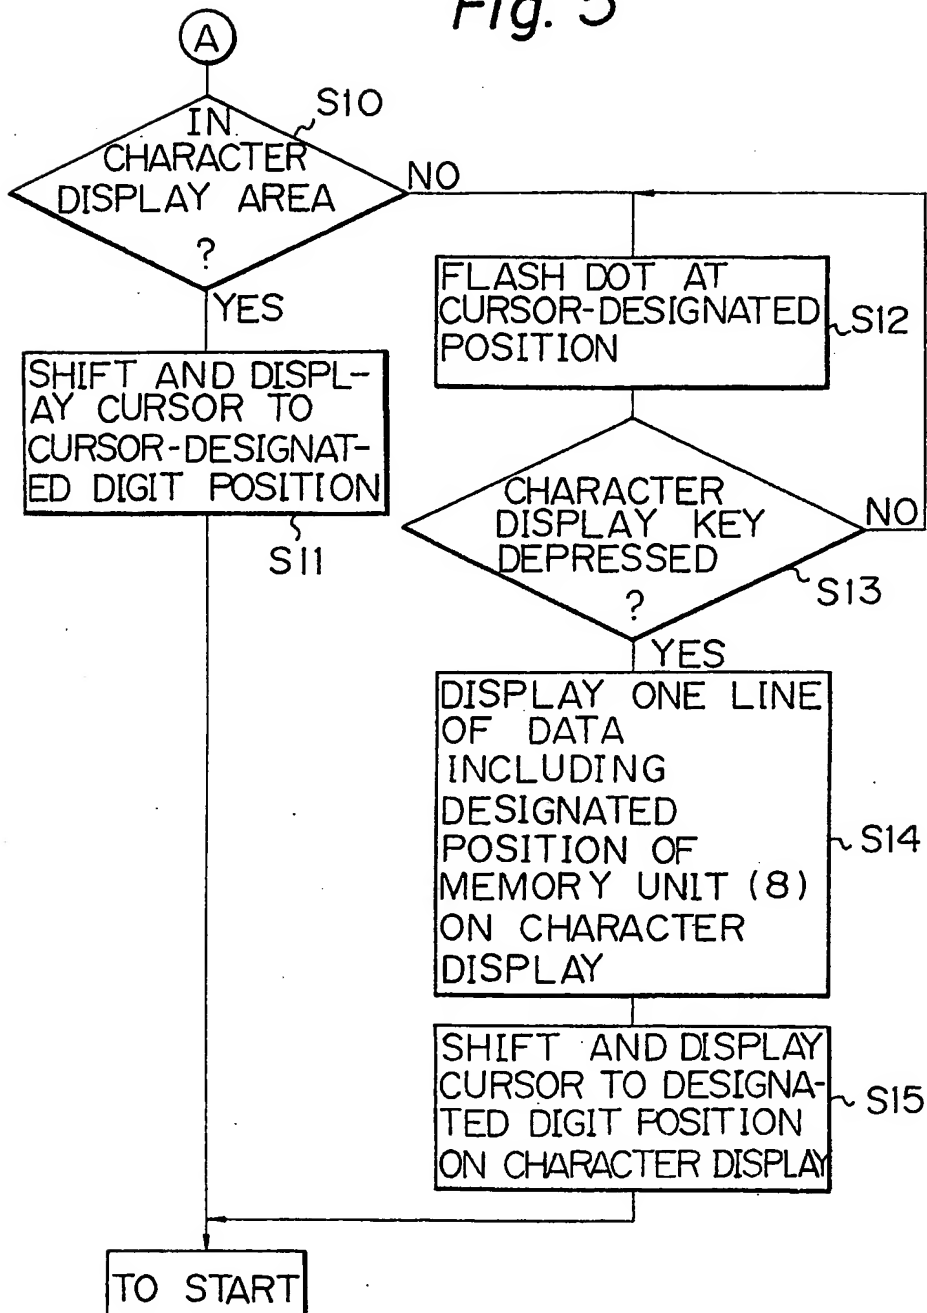 Fig. 5
A
S10
IN
CHARACTER
DISPLAY AREA
?
NO
YES
SHIFT AND DISPL-
AY CURSOR TO
CURSOR-DESIGNAT-
ED DIGIT POSITION
S11
FLASH DOT AT
CURSOR-DESIGNATED
POSITION
S12
CHARACTER
DISPLAY KEY
DEPRESSED
?
NO
S13
YES
DISPLAY ONE LINE
OF DATA
INCLUDING
DESIGNATED
POSITION OF
MEMORY UNIT (8)
ON CHARACTER
DISPLAY
S14
SHIFT AND DISPLAY
CURSOR TO DESIGNA-
TED DIGIT POSITION
ON CHARACTER DISPLAY
S15
TO START